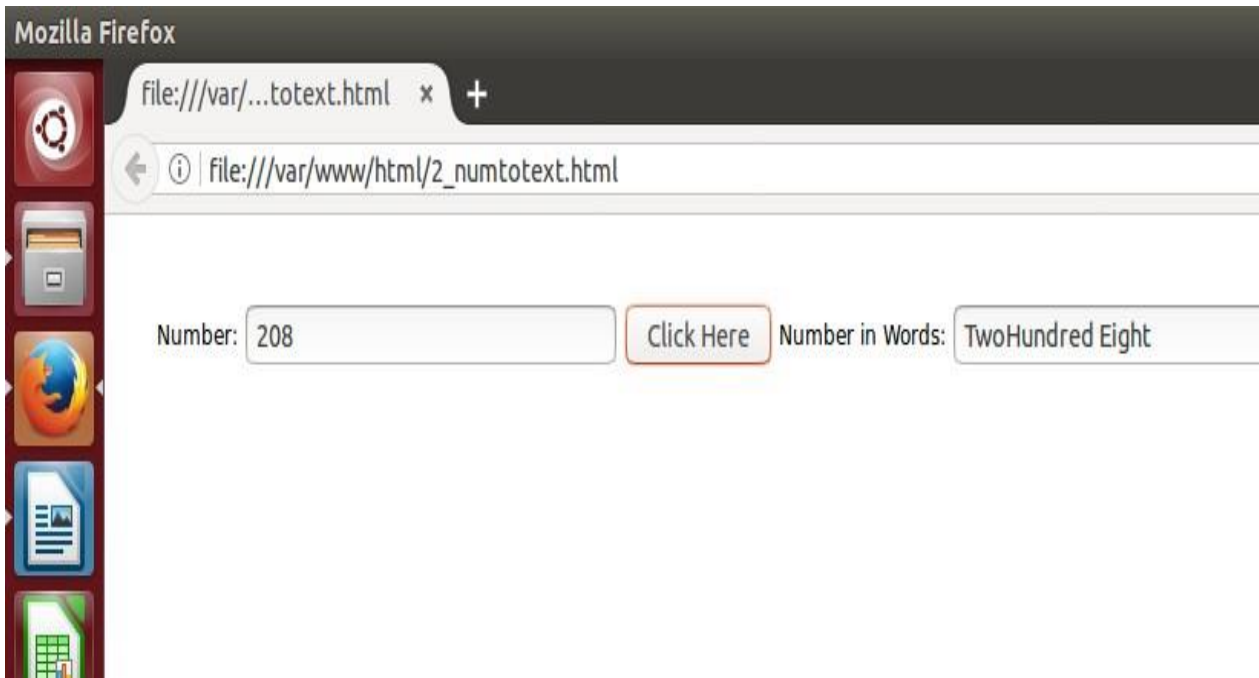 Mozilla Firefox
file:///var/...totext.html × +
file:///var/www/html/2_numtotext.html
Number: 208 Click Here Number in Words: TwoHundred Eight